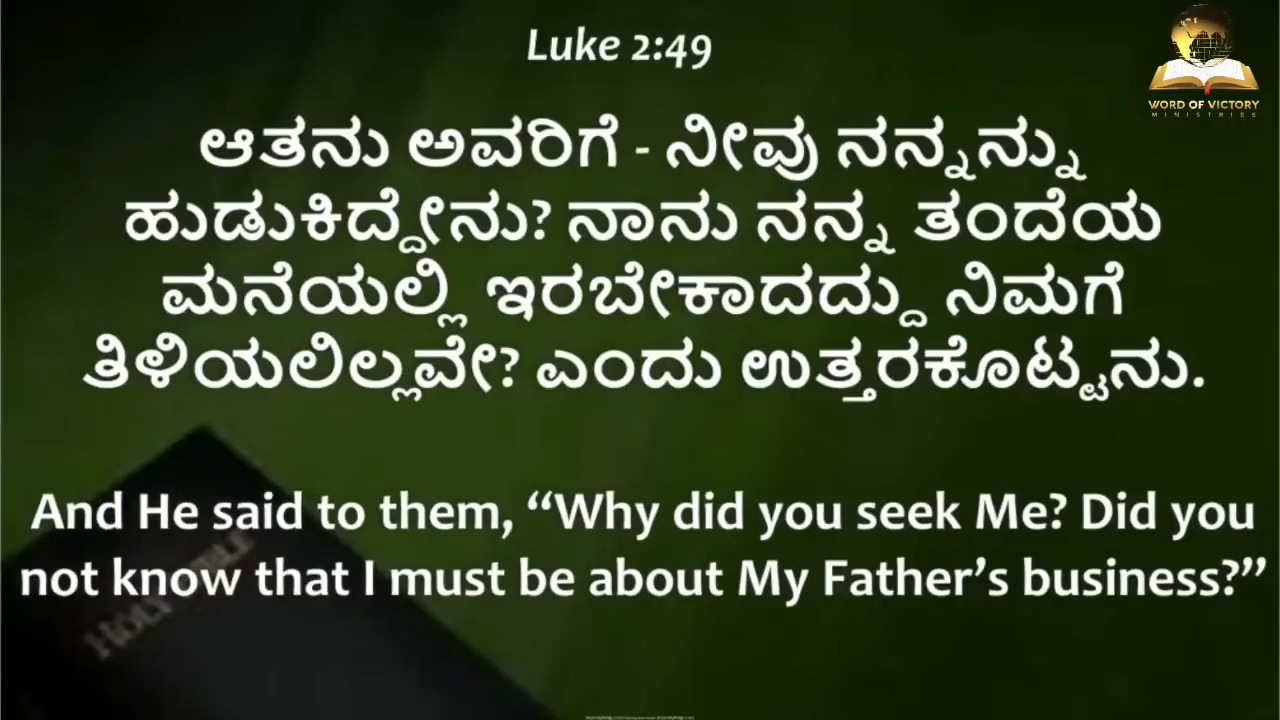 Luke 2:49
WORD OF VICTORY
MINISTRIES
ಆತನು ಅವರಿಗೆ - ನೀವು ನನ್ನನ್ನು
ಹುಡುಕಿದ್ದೇನು? ನಾನು ನನ್ನ ತಂದೆಯ
ಮನೆಯಲ್ಲಿ ಇರಬೇಕಾದದ್ದು ನಿಮಗೆ
ತಿಳಿಯಲಿಲ್ಲವೇ? ಎಂದು ಉತ್ತರಕೊಟ್ಟನು.
And He said to them, “Why did you seek Me? Did you
not know that I must be about My Father’s business?”
HOLY BIBLE